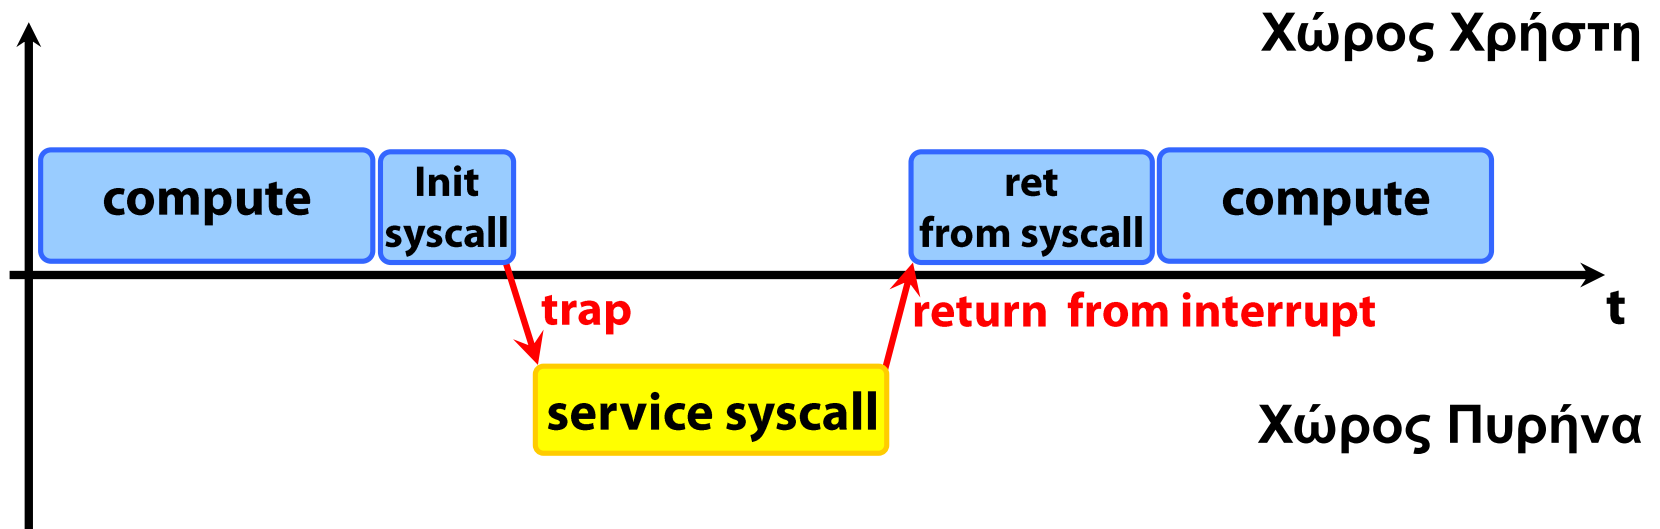 Χώρος Χρήστη
compute
Init
syscall
ret
from syscall
compute
trap
return from interrupt
t
service syscall
Χώρος Πυρήνα